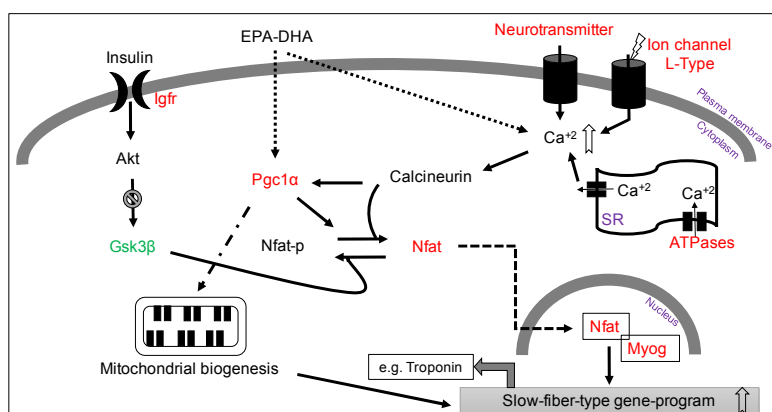 Neurotransmitter
EPA-DHA
Ion channel
L-Type
Insulin
Igfr
Plasma membrane
Cytoplasm
Ca+2
Akt
Pgc1α
Calcineurin
Ca+2
Ca+2
SR
ATPases
Gsk3β
Nfat-p
Nfat
Nucleus
Nfat
Myog
Mitochondrial biogenesis
e.g. Troponin
Slow-fiber-type gene-program